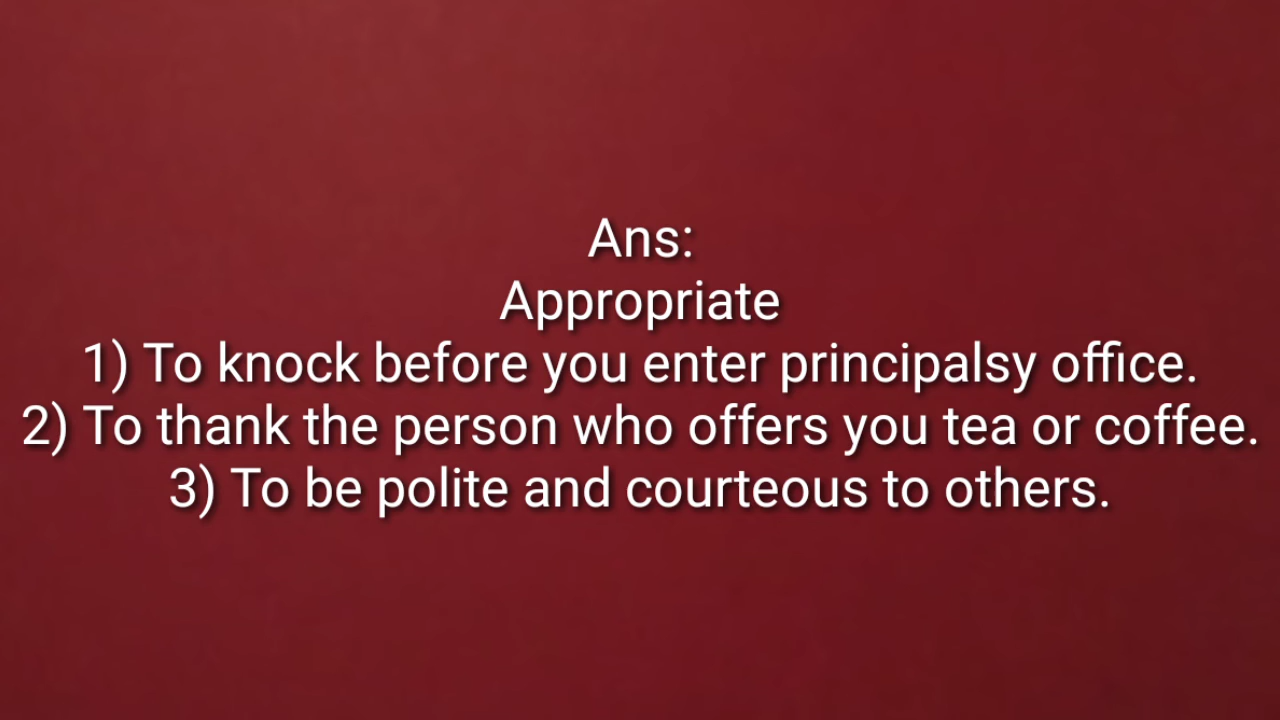 Ans:
Appropriate
1) To knock before you enter principalsy office.
2) To thank the person who offers you tea or coffee.
3) To be polite and courteous to others.